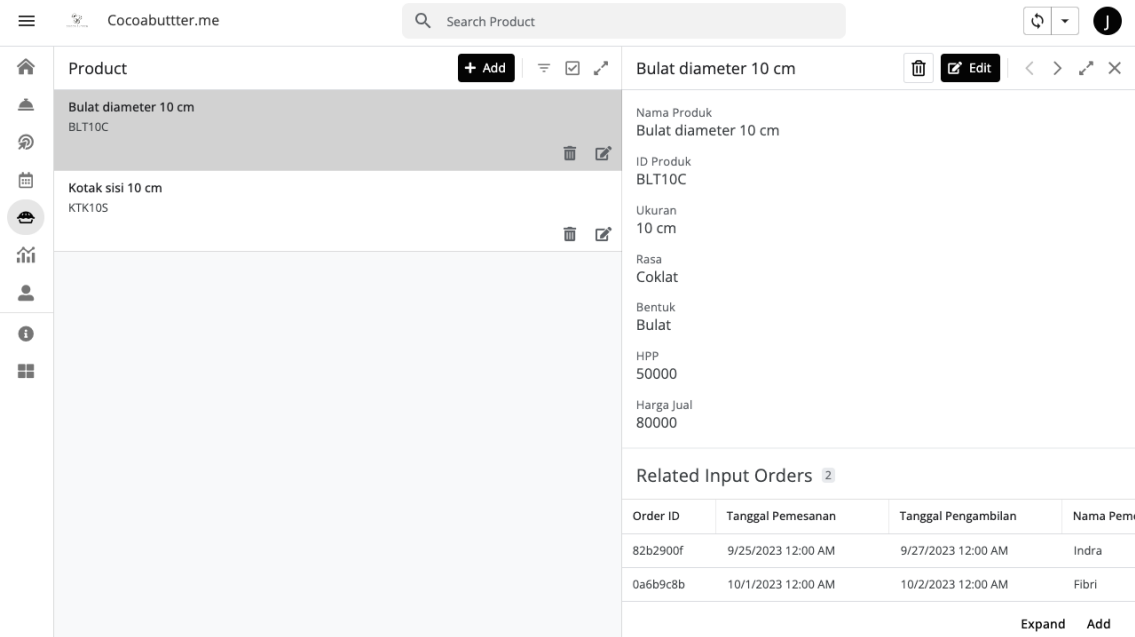 Cocoabuttter.me
Search Product
J
Product
Add
Bulat diameter 10 cm
BLT10C
Kotak sisi 10 cm
KTK10S
Bulat diameter 10 cm
Edit
Nama Produk
Bulat diameter 10 cm
ID Produk
BLT10C
Ukuran
10 cm
Rasa
Coklat
Bentuk
Bulat
HPP
50000
Harga Jual
80000
Related Input Orders 2
Order ID Tanggal Pemesanan Tanggal Pengambilan Nama Peme
82b2900f 9/25/2023 12:00 AM 9/27/2023 12:00 AM Indra
0a6b9c8b 10/1/2023 12:00 AM 10/2/2023 12:00 AM Fibri
Expand Add